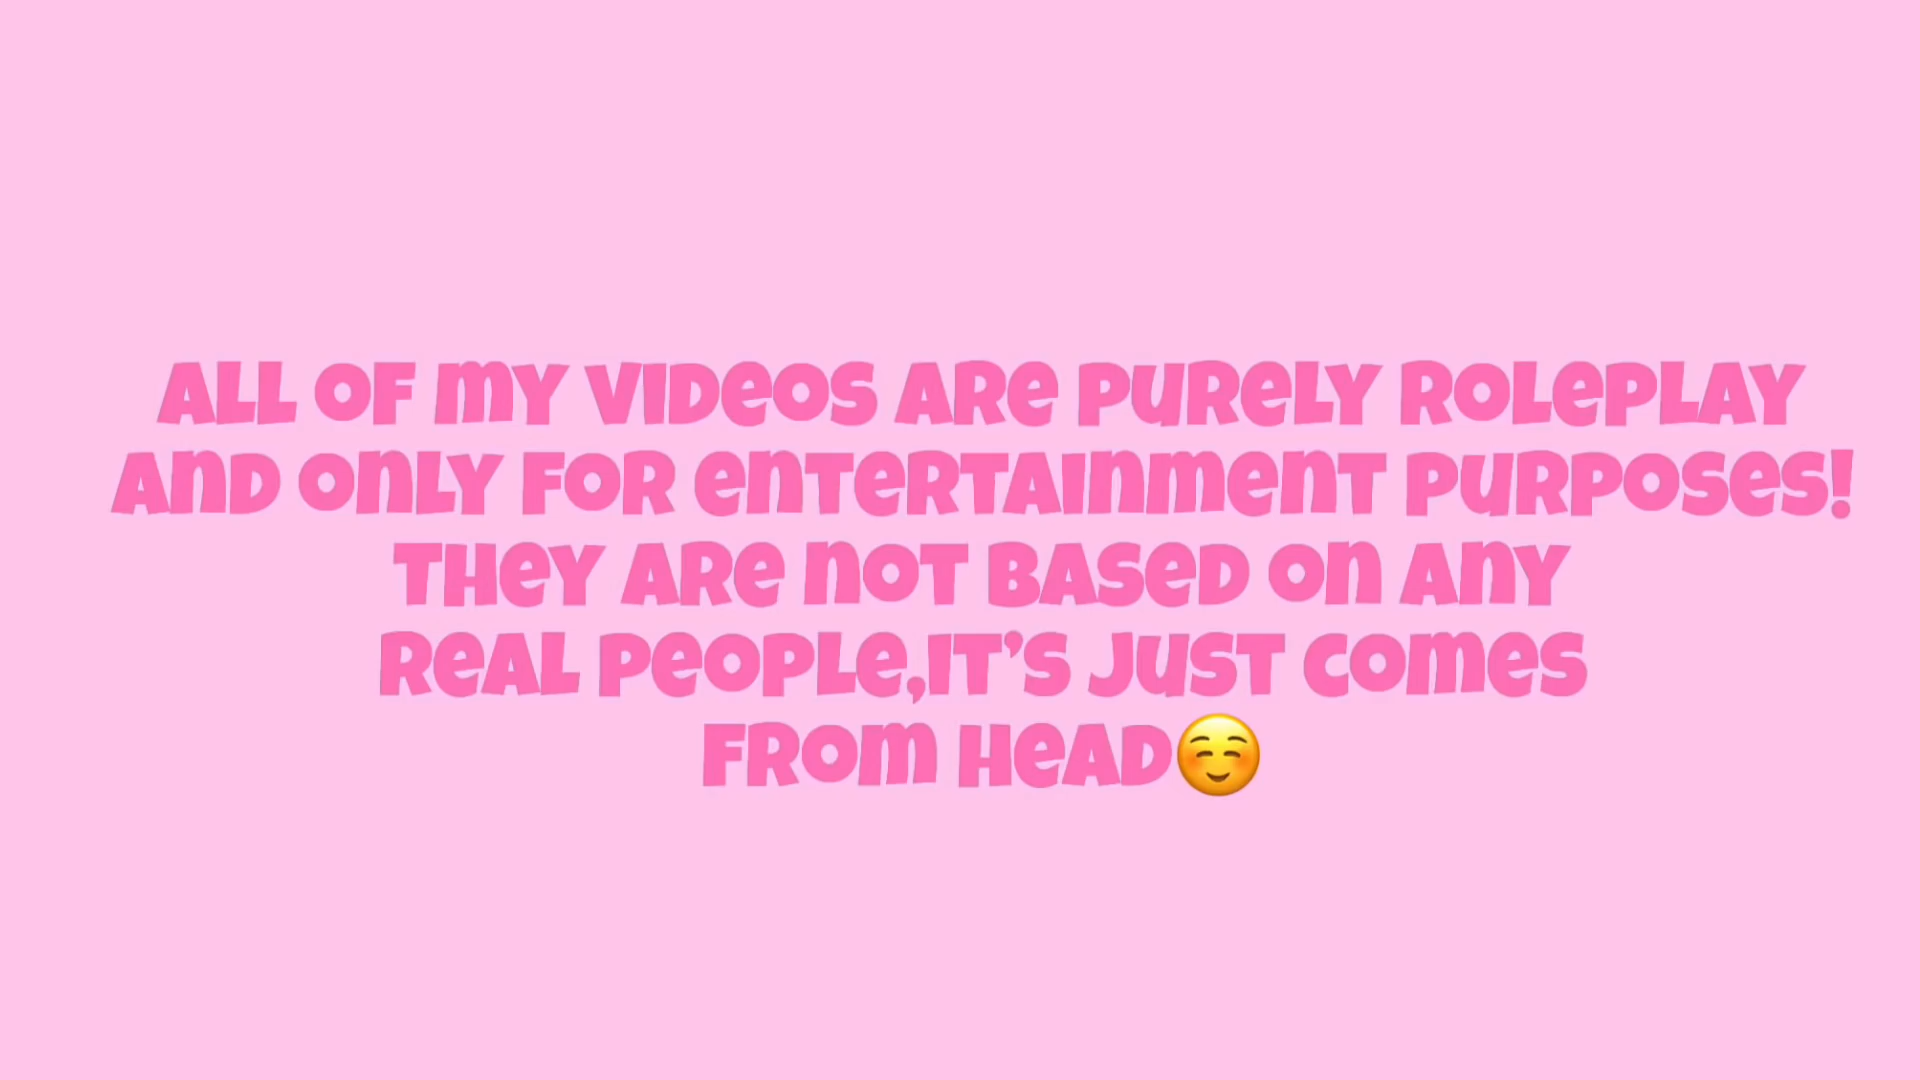 ALL OF MY VIDEOS ARE PURELY ROLEPLAY
AND ONLY FOR ENTERTAINMENT PURPOSES!
THEY ARE NOT BASED ON ANY
REAL PEOPLE,IT’S JUST COMES
FROM HEAD☺️